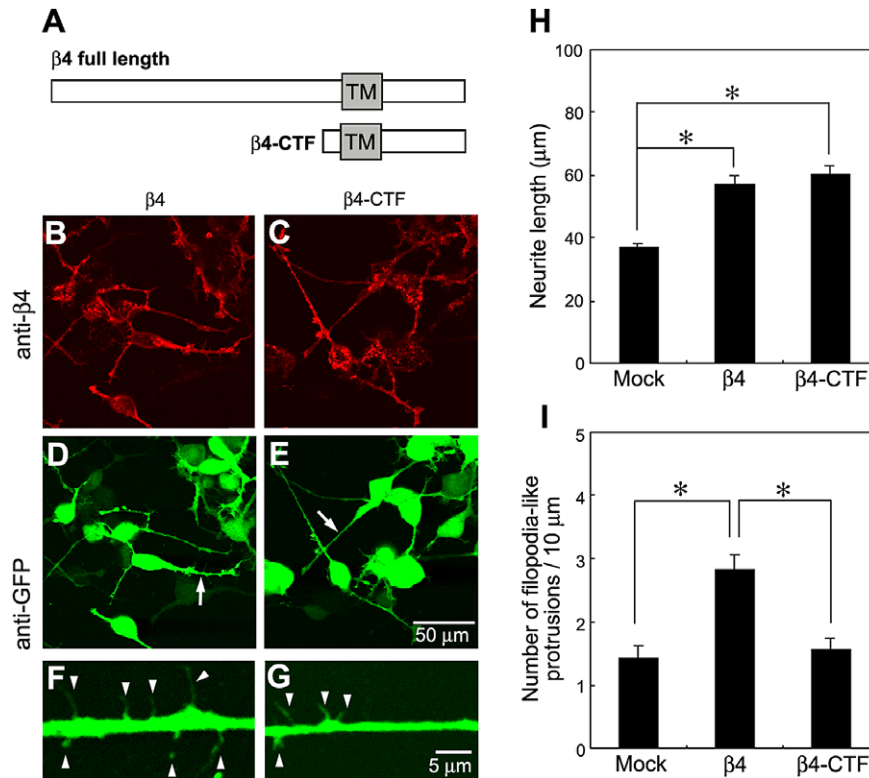 A
β4 full length
TM
β4-CTF
TM
β4
β4-CTF
B
C
anti-β4
D
E
50 μm
anti-GFP
F
G
5 μm
H
Neurite length (μm)
100
80
60
40
20
0
*
*
Mock
β4
β4-CTF
I
Number of filopodia-like
protrusions / 10 μm
5
4
3
2
1
0
*
*
Mock
β4
β4-CTF